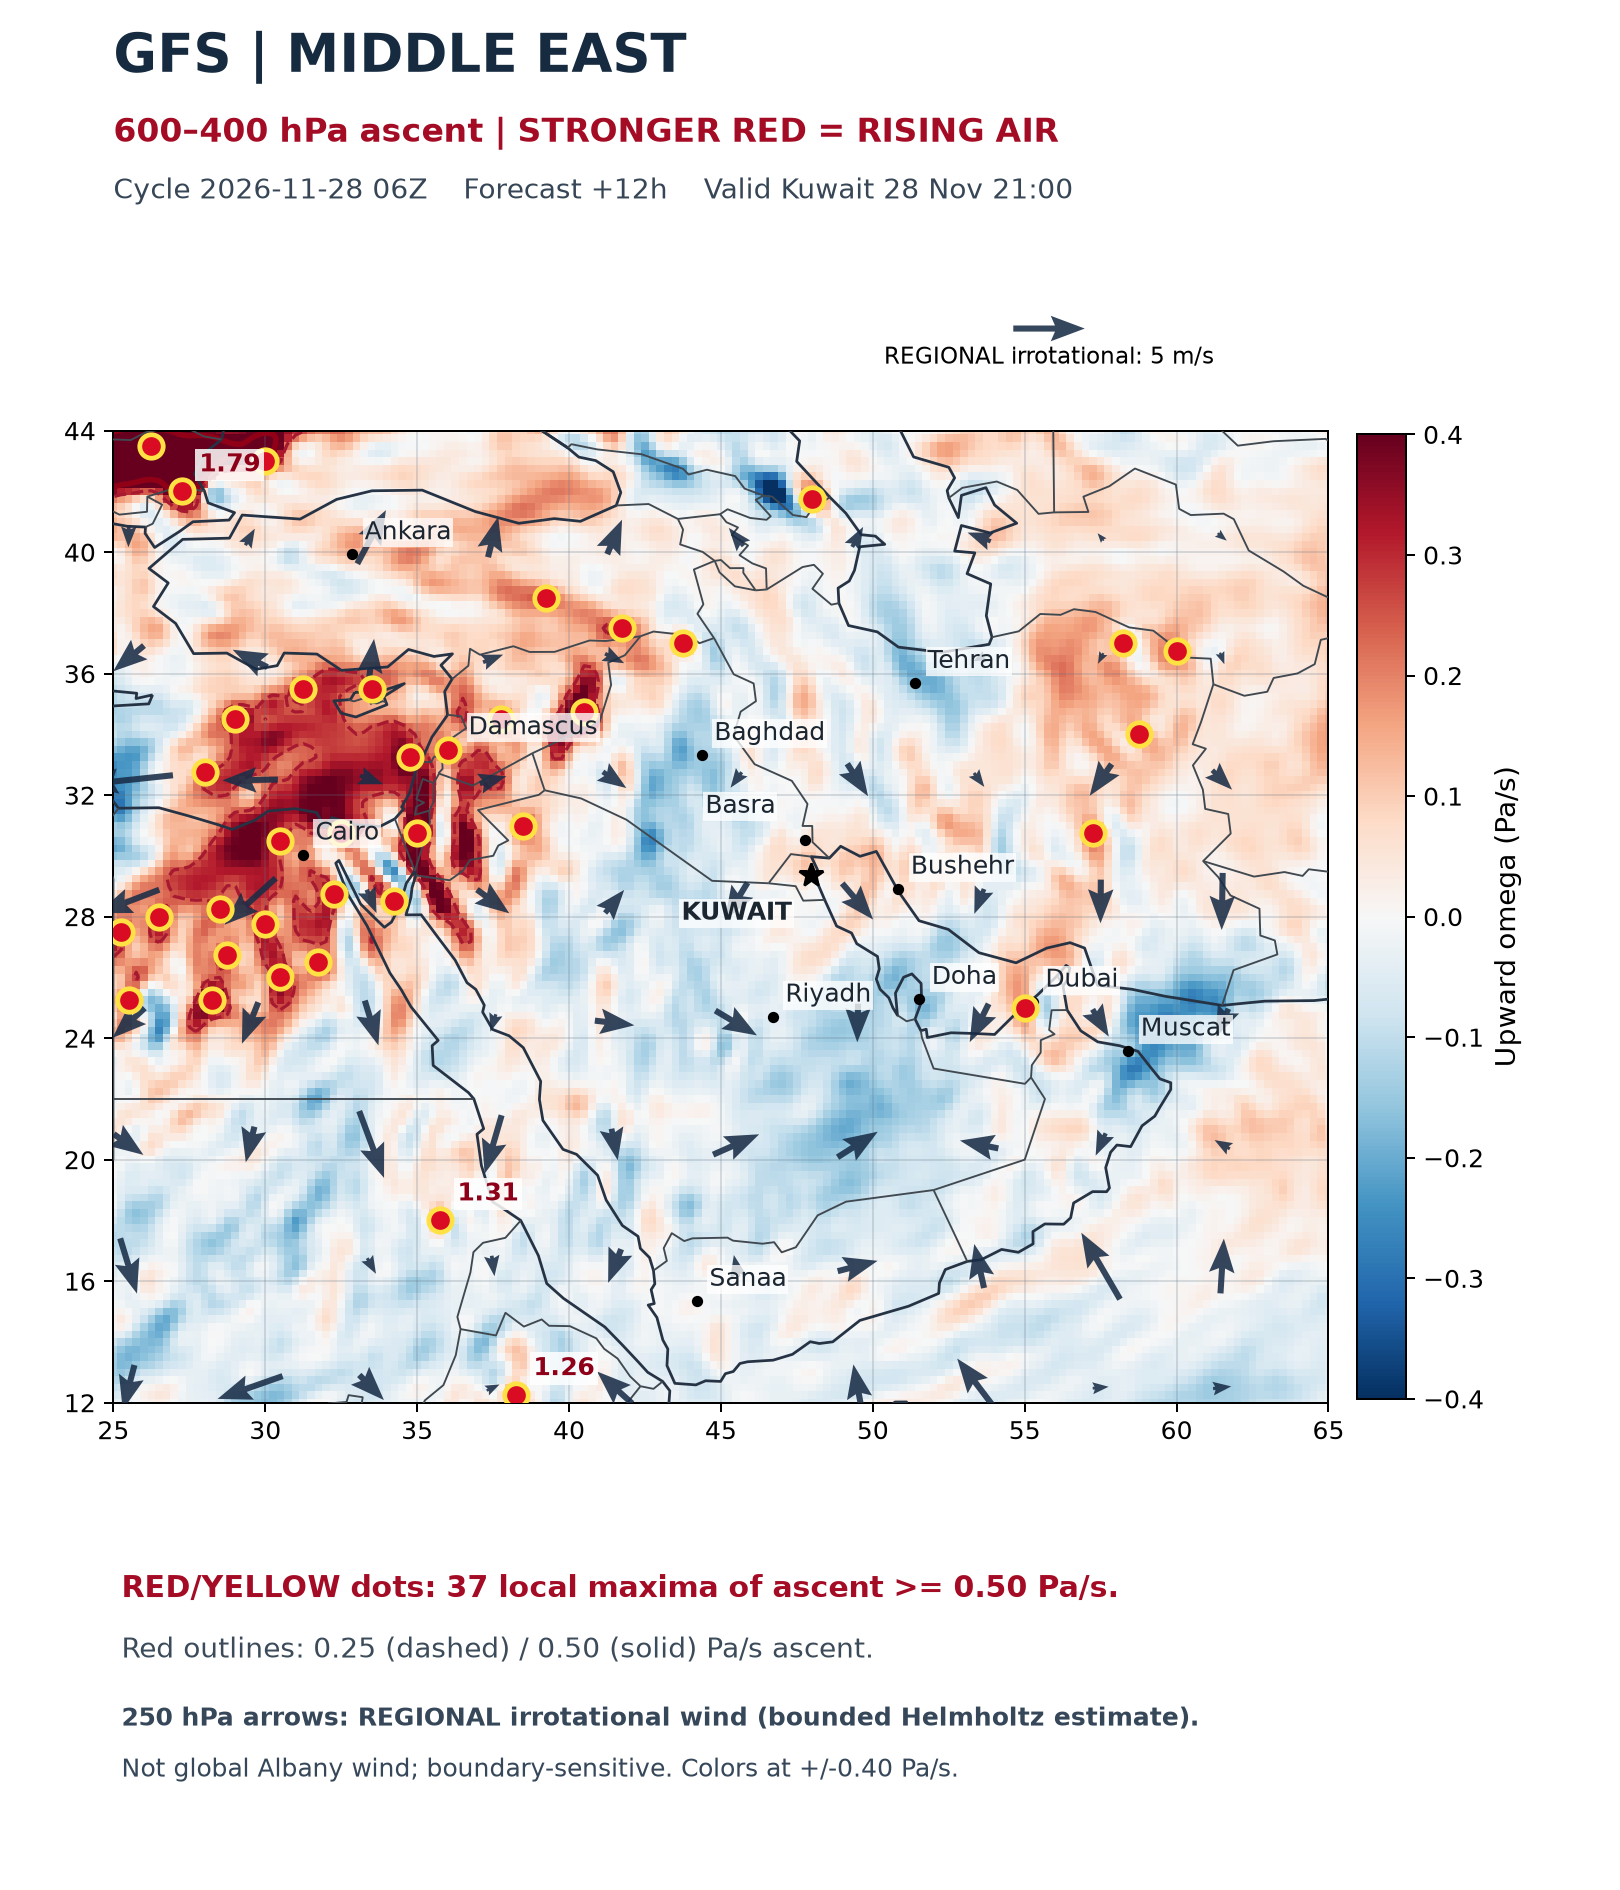 GFS | MIDDLE EAST
600–400 hPa ascent | STRONGER RED = RISING AIR
Cycle 2026-11-28 06Z    Forecast +12h    Valid Kuwait 28 Nov 21:00
REGIONAL irrotational: 5 m/s
44
40
36
32
28
24
20
16
12
25
30
35
40
45
50
55
60
65
1.79
Ankara
Tehran
Damascus
Baghdad
Basra
Cairo
Bushehr
KUWAIT
Doha
Dubai
Riyadh
Muscat
1.31
Sanaa
1.26
0.4
0.3
0.2
0.1
0.0
−0.1
−0.2
−0.3
−0.4
Upward omega (Pa/s)
RED/YELLOW dots: 37 local maxima of ascent >= 0.50 Pa/s.
Red outlines: 0.25 (dashed) / 0.50 (solid) Pa/s ascent.
250 hPa arrows: REGIONAL irrotational wind (bounded Helmholtz estimate).
Not global Albany wind; boundary-sensitive. Colors at +/-0.40 Pa/s.